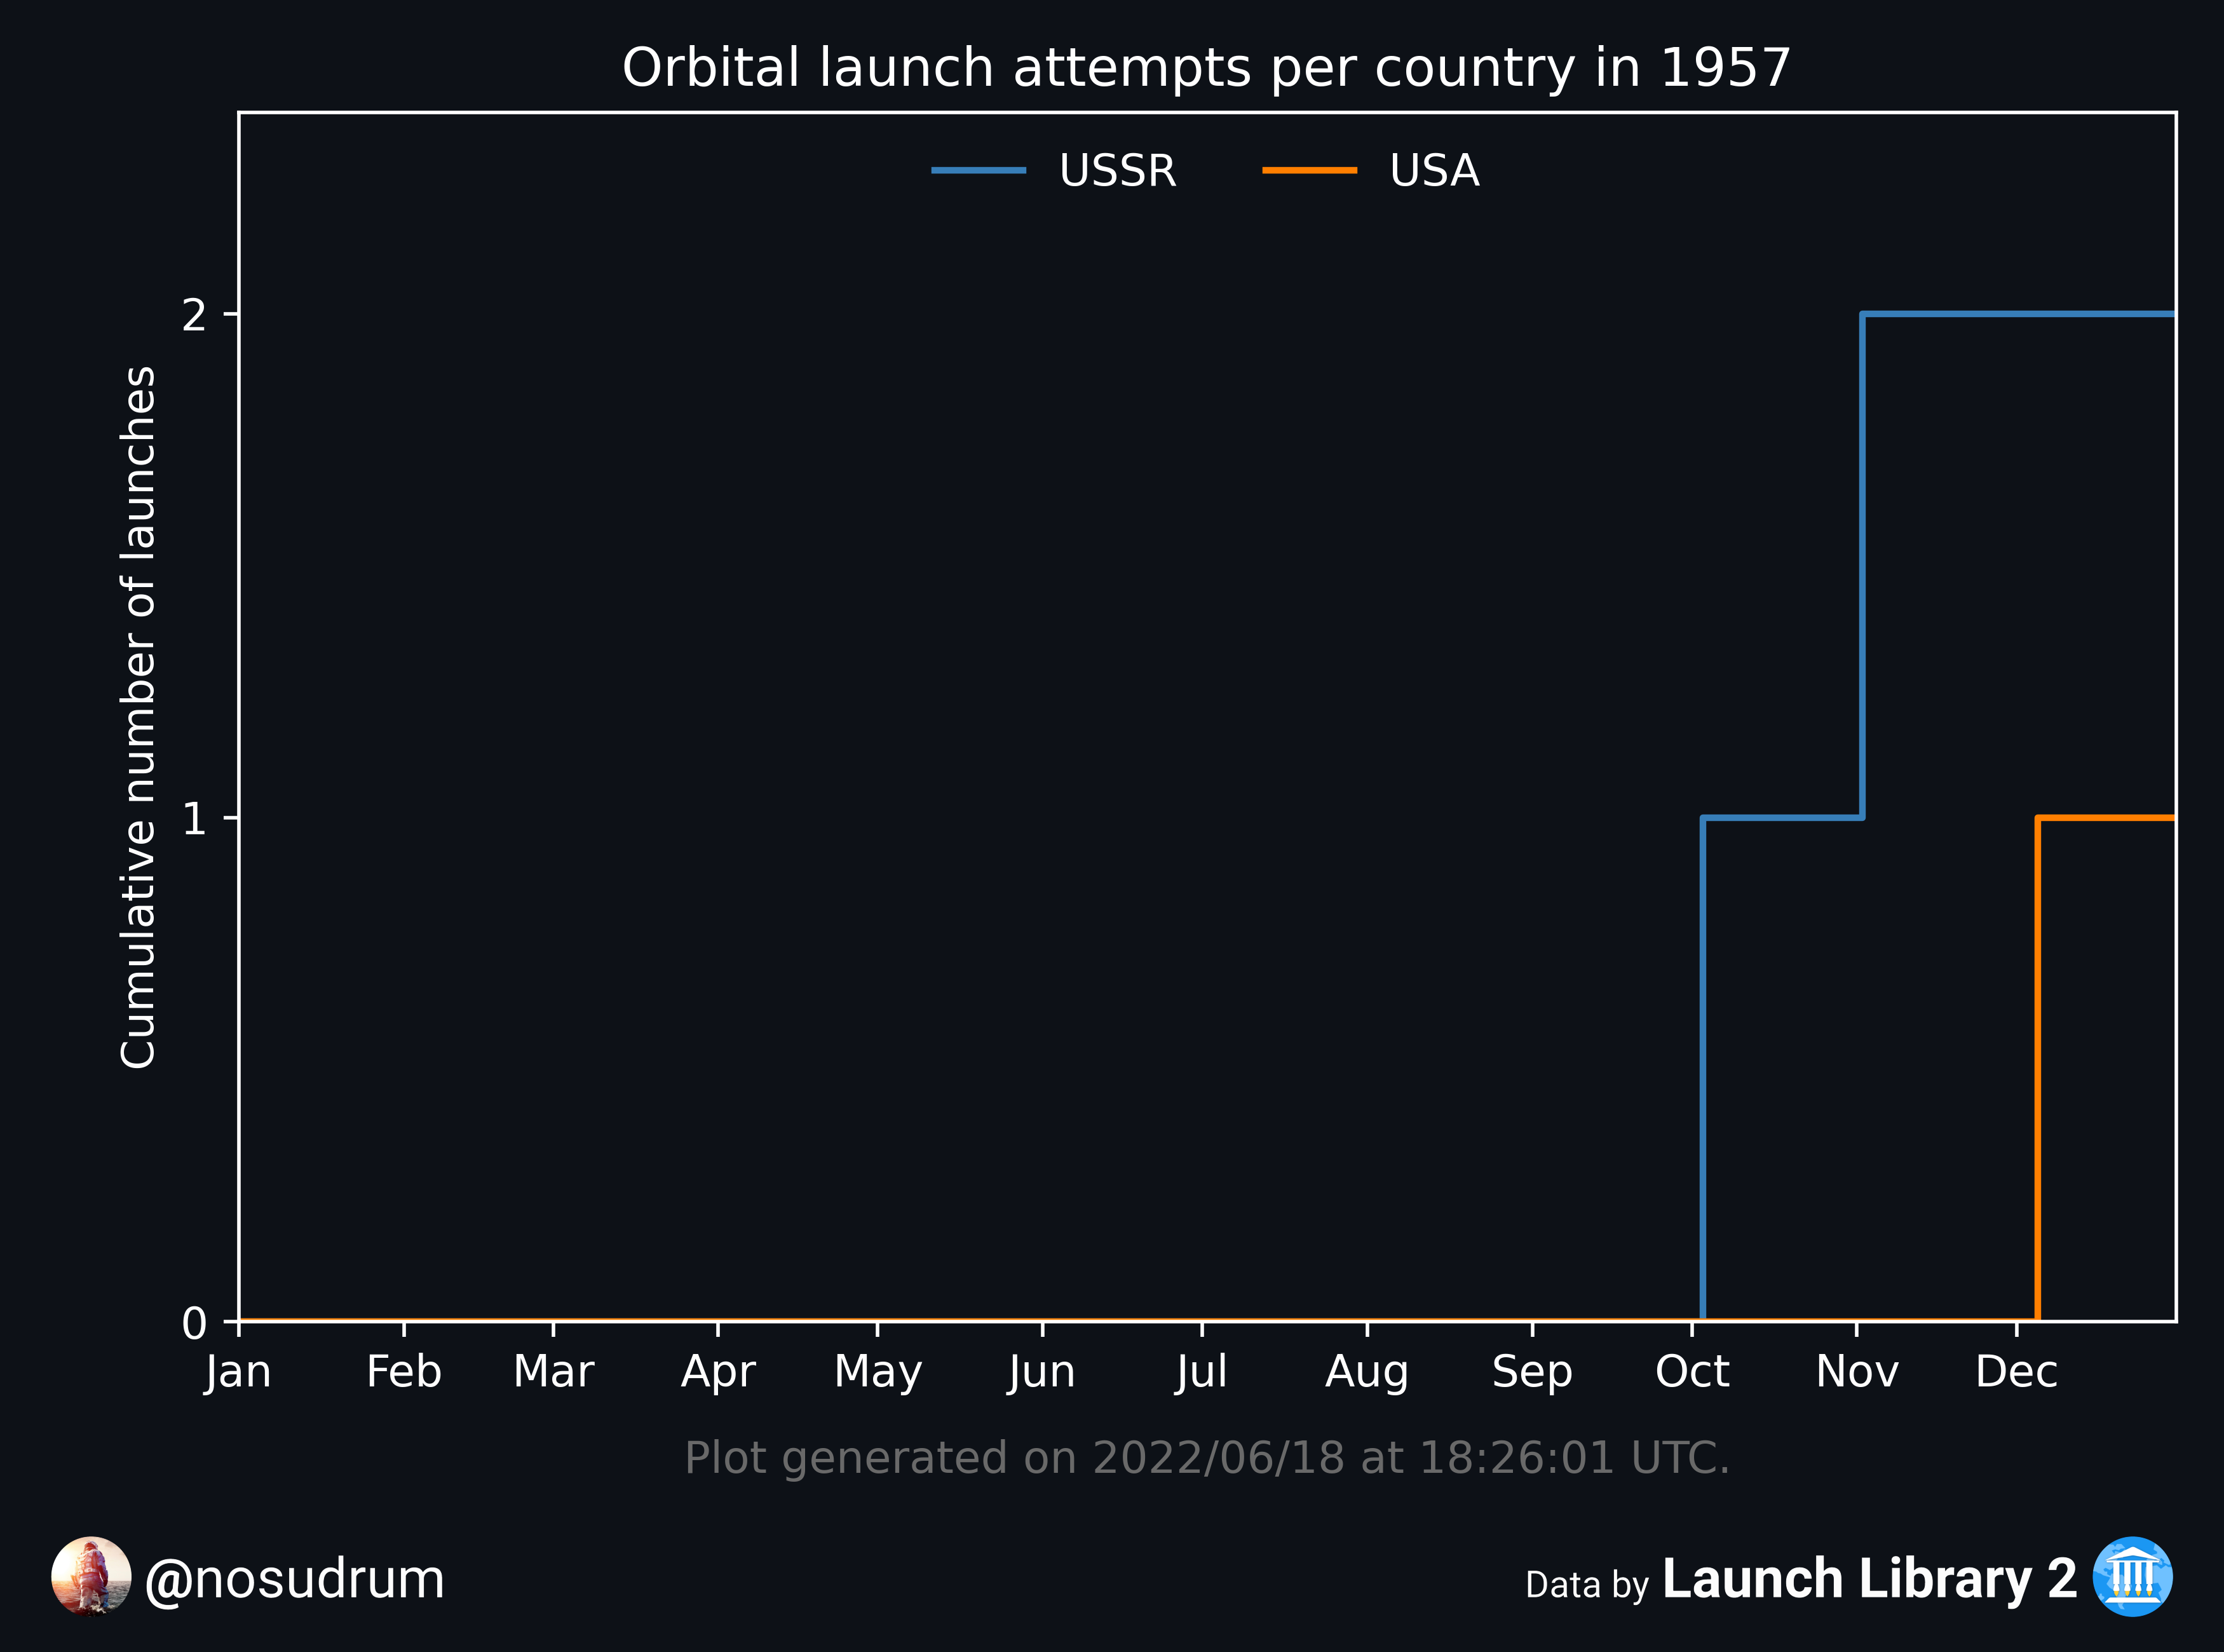 Orbital launch attempts per country in 1957
USSR USA
Cumulative number of launches
2
1
0
Jan Feb Mar Apr May Jun Jul Aug Sep Oct Nov Dec
Plot generated on 2022/06/18 at 18:26:01 UTC.
@nosudrum
Data by Launch Library 2